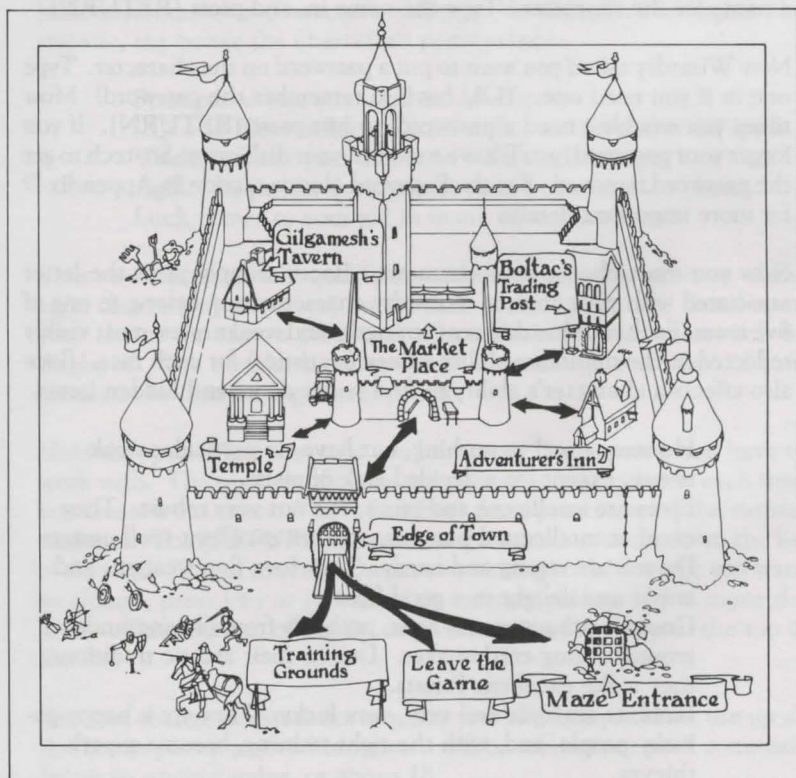 Gilgamesh's
Tavern
Boltac's
Trading
Post
The Market
Place
Temple
Adventurer's Inn
Edge of Town
Training
Grounds
Leave the
Game
Maze Entrance